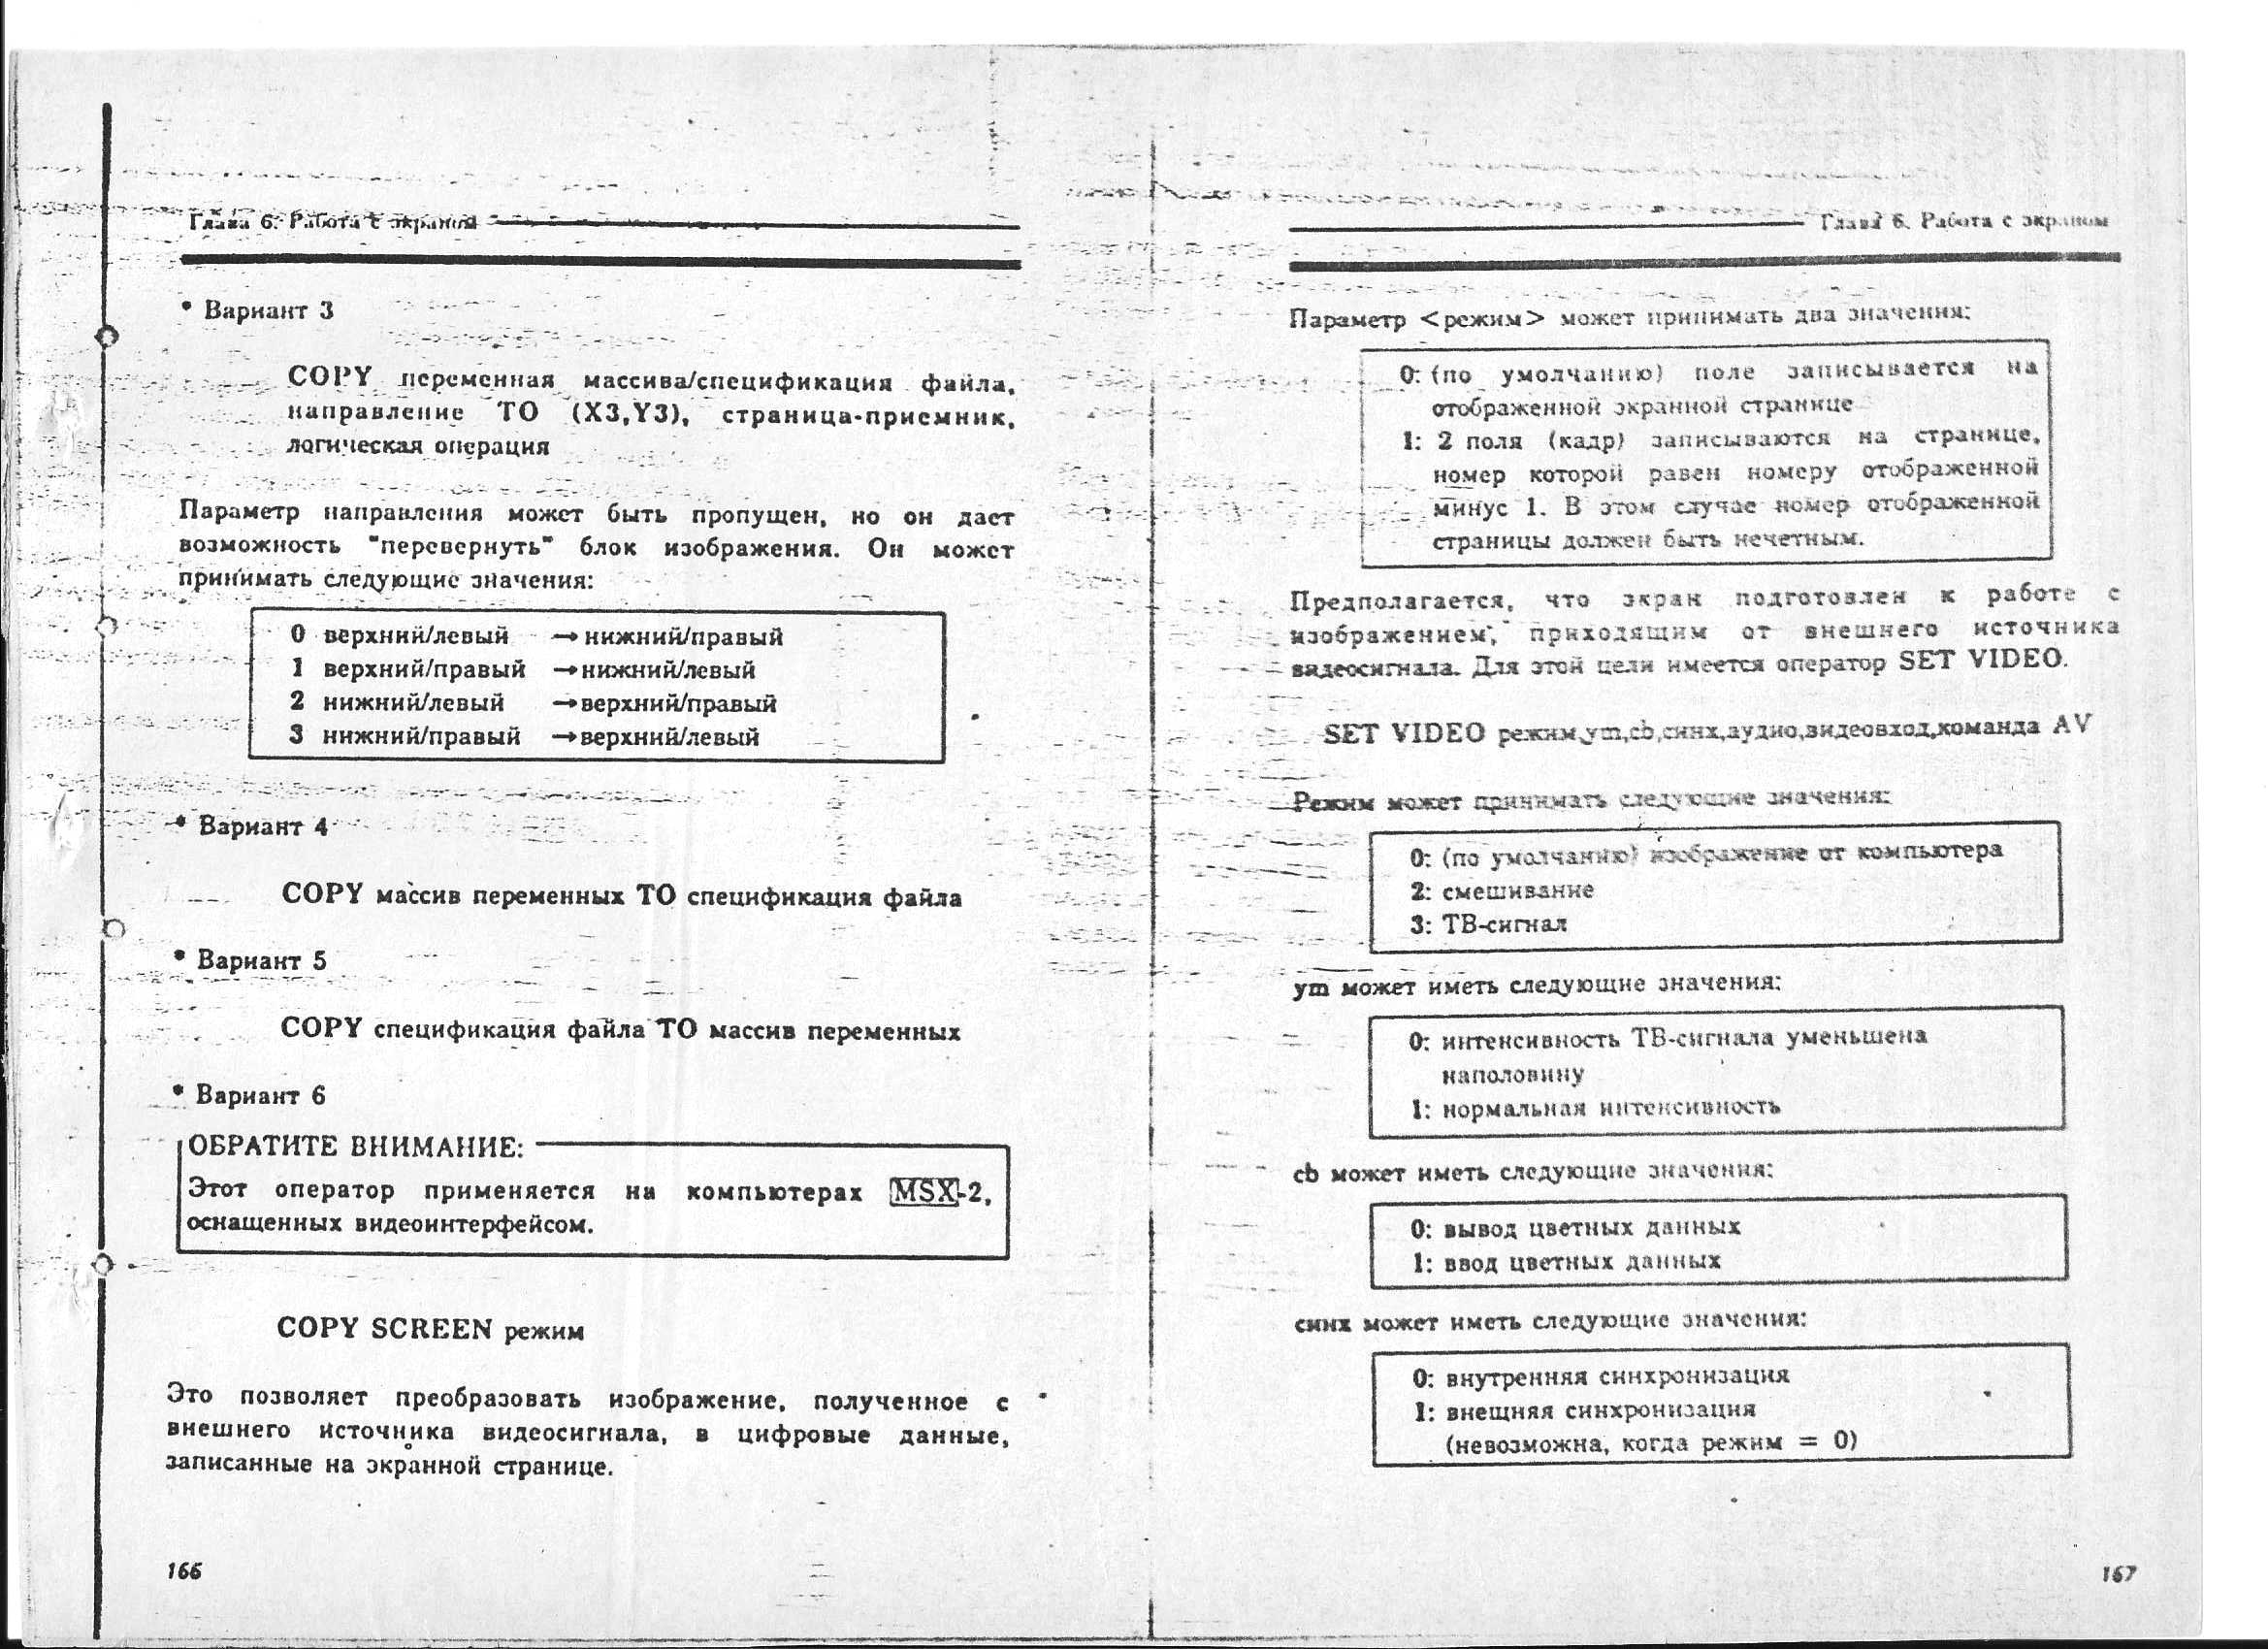 Глава 6. Работа с экраном
• Вариант 3
COPY переменная массива/спецификация файла,
направление TO (X3,Y3), страница-приемник,
логическая операция
Параметр направления может быть пропущен, но он дает
возможность "перевернуть" блок изображения. Он может
принимать следующие значения:
0 верхний/левый → нижний/правый
1 верхний/правый → нижний/левый
2 нижний/левый → верхний/правый
3 нижний/правый → верхний/левый
• Вариант 4
COPY массив переменных TO спецификация файла
• Вариант 5
COPY спецификация файла TO массив переменных
• Вариант 6
ОБРАТИТЕ ВНИМАНИЕ:
Этот оператор применяется на компьютерах MSX-2,
оснащенных видеоинтерфейсом.
COPY SCREEN режим
Это позволяет преобразовать изображение, полученное с
внешнего источника видеосигнала, в цифровые данные,
записанные на экранной странице.
166
Глава 6. Работа с экраном
Параметр <режим> может принимать два значения:
0: (по умолчанию) поле записывается на
отображенной экранной странице
1: 2 поля (кадр) записываются на странице,
номер которой равен номеру отображенной
минус 1. В этом случае номер отображенной
страницы должен быть нечетным.
Предполагается, что экран подготовлен к работе с
изображением, приходящим от внешнего источника
видеосигнала. Для этой цели имеется оператор SET VIDEO.
SET VIDEO режим,ym,cb,синх,аудио,видеовход,команда AV
Режим может принимать следующие значения:
0: (по умолчанию) изображение от компьютера
2: смешивание
3: ТВ-сигнал
ym может иметь следующие значения:
0: интенсивность ТВ-сигнала уменьшена
наполовину
1: нормальная интенсивность
cb может иметь следующие значения:
0: вывод цветных данных
1: ввод цветных данных
синх может иметь следующие значения:
0: внутренняя синхронизация
1: внещняя синхронизация
(невозможна, когда режим = 0)
167